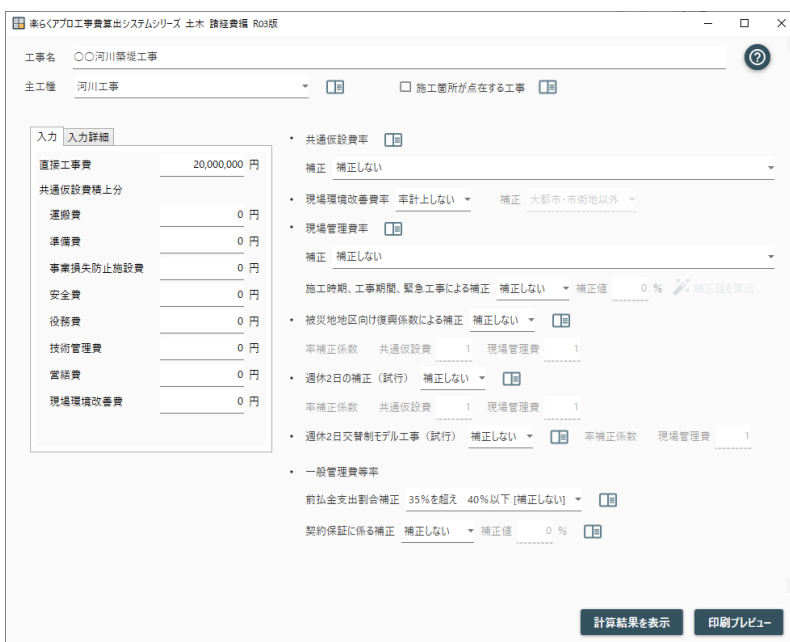 楽らくアプロ工事費算出システムシリーズ 土木 諸経費編 R03版
工事名 〇〇河川築堤工事
主工種 河川工事 施工箇所が点在する工事
入力 入力詳細
直接工事費 20,000,000 円
共通仮設費積上分
運搬費 0 円
準備費 0 円
事業損失防止施設費 0 円
安全費 0 円
役務費 0 円
技術管理費 0 円
営繕費 0 円
現場環境改善費 0 円
・ 共通仮設費率
補正 補正しない
・ 現場環境改善費率 率計上しない 補正 大都市・市街地以外
・ 現場管理費率
補正 補正しない
施工時期、工事期間、緊急工事による補正 補正しない 補正値 0 % 補正値を算出
・ 被災地地区向け復興係数による補正 補正しない
率補正係数 共通仮設費 1 現場管理費 1
・ 週休2日の補正（試行） 補正しない
率補正係数 共通仮設費 1 現場管理費 1
・ 週休2日交替制モデル工事（試行） 補正しない 率補正係数 現場管理費 1
・ 一般管理費等率
前払金支出割合補正 35%を超え 40%以下 [補正しない]
契約保証に係る補正 補正しない 補正値 0 %
計算結果を表示 印刷プレビュー